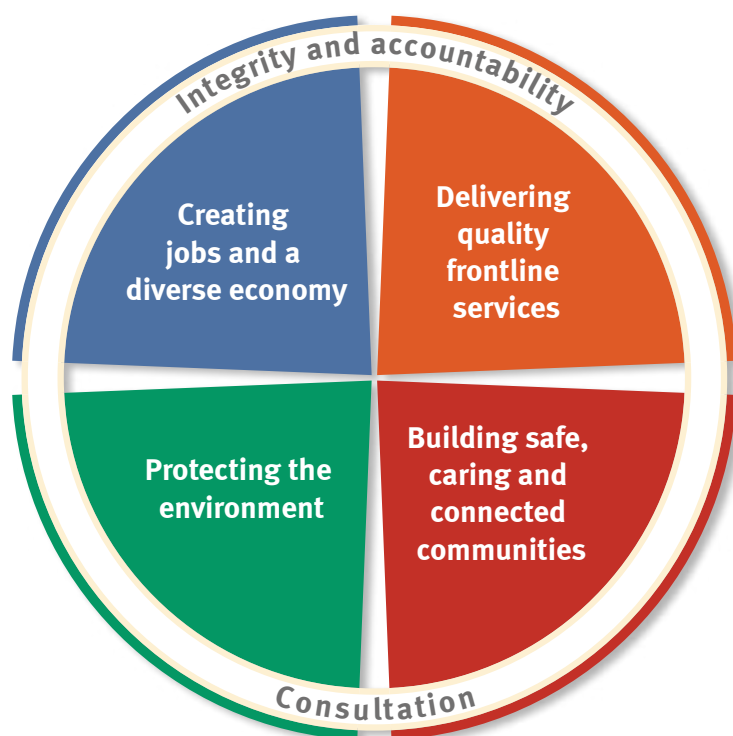 Integrity and accountability
Creating
jobs and a
diverse economy
Delivering
quality
frontline
services
Protecting the
environment
Building safe,
caring and
connected
communities
Consultation